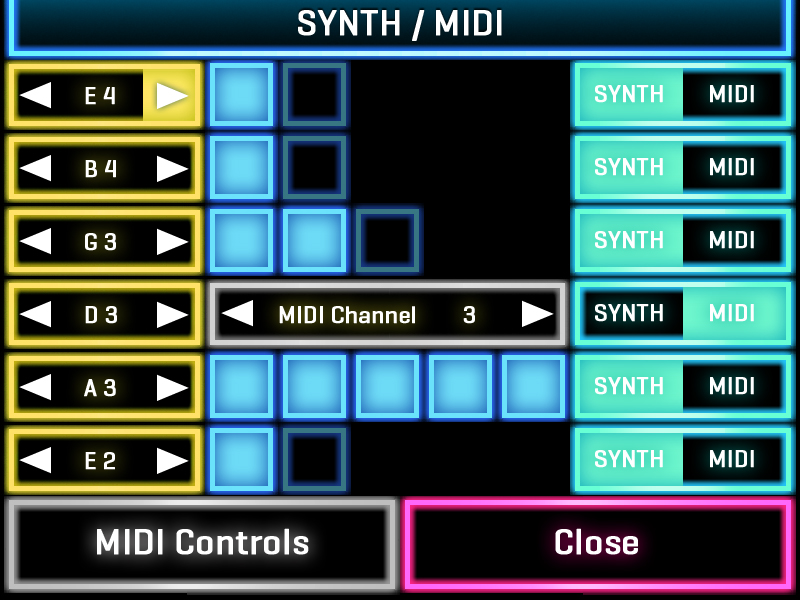 SYNTH / MIDI
E 4 SYNTH MIDI
B 4 SYNTH MIDI
G 3 SYNTH MIDI
D 3 MIDI Channel 3 SYNTH MIDI
A 3 SYNTH MIDI
E 2 SYNTH MIDI
MIDI Controls Close